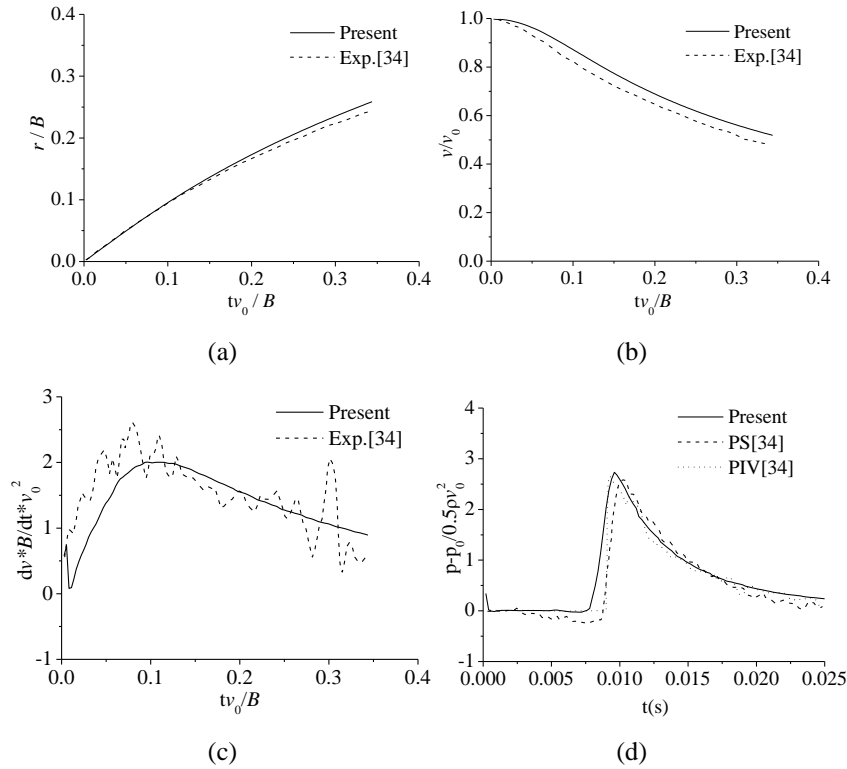 0.4
0.3
0.2
0.1
0.0
r / B
Present
Exp.[34]
0.0 0.1 0.2 0.3 0.4
tv₀ / B
(a)
1.0
0.8
0.6
0.4
0.2
0.0
v/v₀
Present
Exp.[34]
0.0 0.1 0.2 0.3 0.4
tv₀/B
(b)
3
2
1
0
-1
dv*B/dt*v₀²
Present
Exp.[34]
0.0 0.1 0.2 0.3 0.4
tv₀/B
(c)
4
3
2
1
0
-1
p-p₀/0.5ρv₀²
Present
PS[34]
PIV[34]
0.000 0.005 0.010 0.015 0.020 0.025
t(s)
(d)